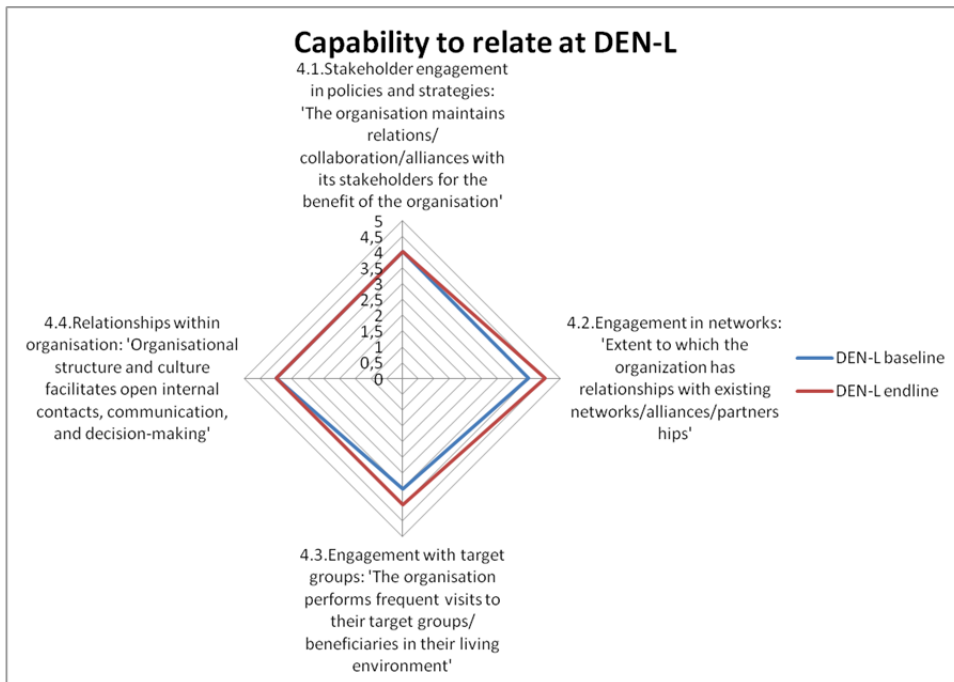 Capability to relate at DEN-L
4.1.Stakeholder engagement
in policies and strategies:
'The organisation maintains
relations/
collaboration/alliances with
its stakeholders for the
benefit of the organisation'
5
4,5
4
3,5
3
2,5
2
1,5
1
0,5
0
4.4.Relationships within
organisation: 'Organisational
structure and culture
facilitates open internal
contacts, communication,
and decision-making'
4.2.Engagement in networks:
'Extent to which the
organization has
relationships with existing
networks/alliances/partners
hips'
DEN-L baseline
DEN-L endline
4.3.Engagement with target
groups: 'The organisation
performs frequent visits to
their target groups/
beneficiaries in their living
environment'